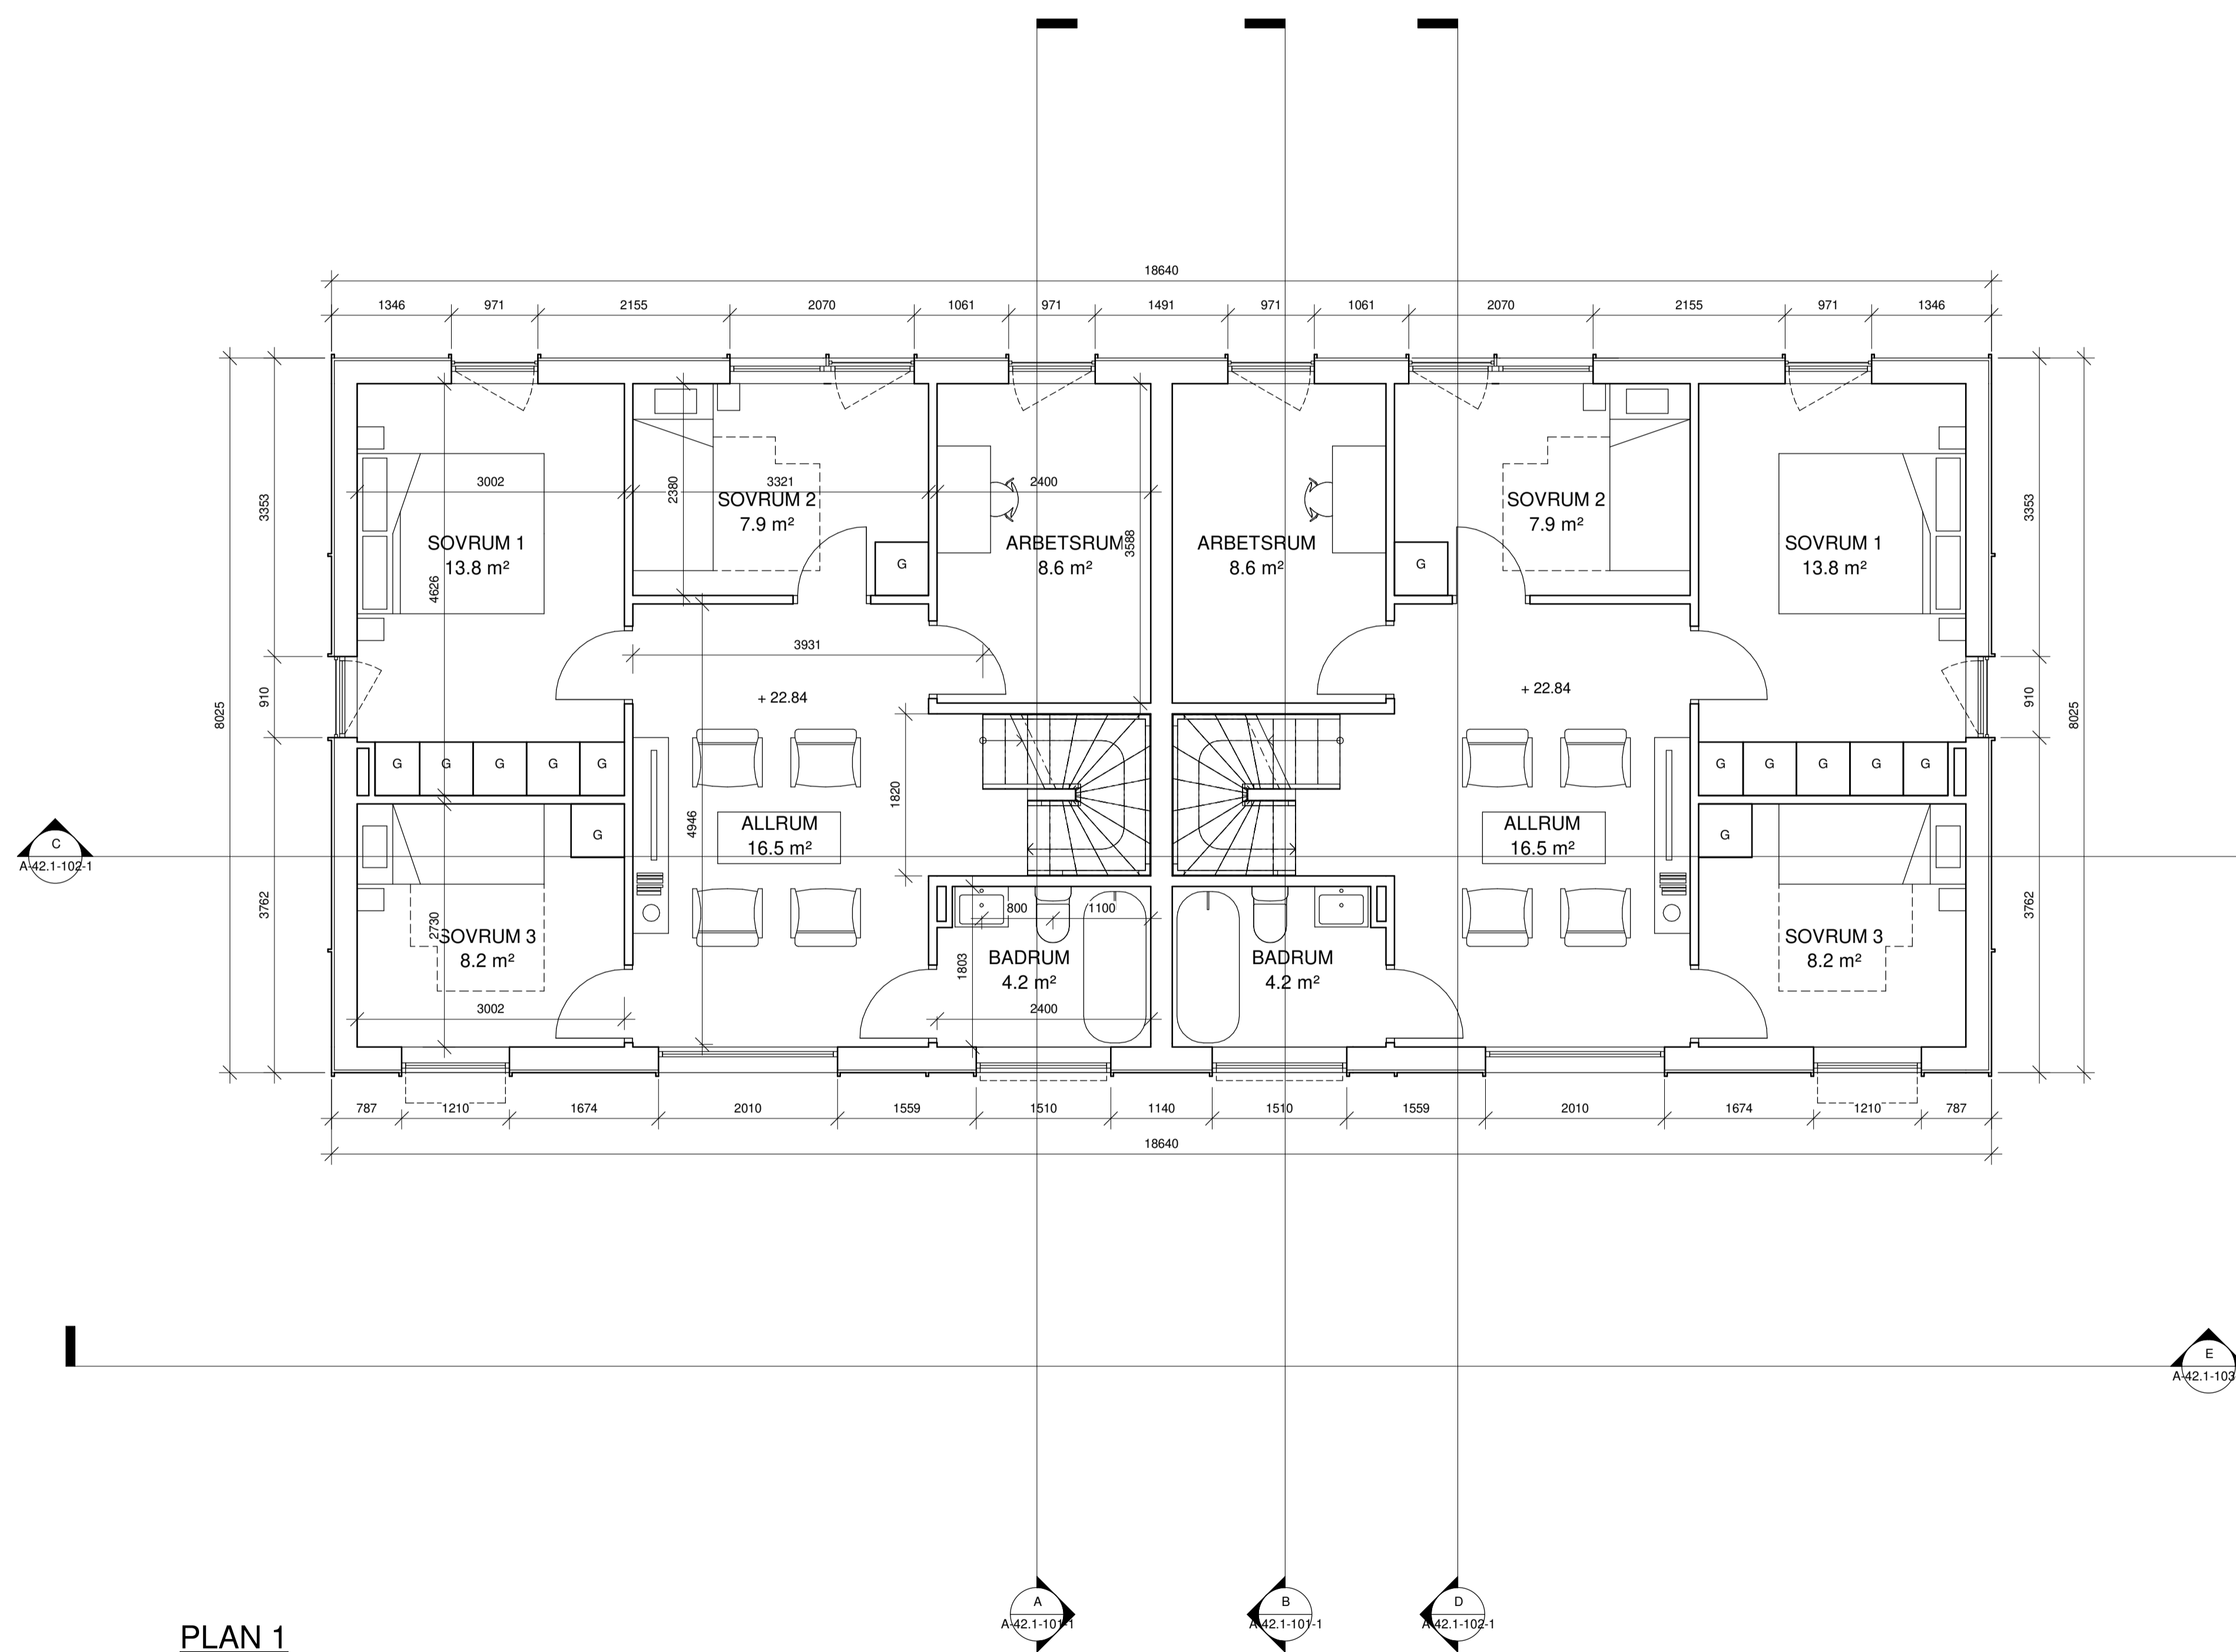 18640
1346 971 2155 2070 1061 971 1491 971 1061 2070 2155 971 1346
3002 3321 2400
2380
SOVRUM 2
7.9 m²
SOVRUM 2
7.9 m²
3353
3353
SOVRUM 1
13.8 m²
ARBETSRUM
8.6 m²
3588
ARBETSRUM
8.6 m²
SOVRUM 1
13.8 m²
G
G
4626
3931
+ 22.84
+ 22.84
910
910
8025
8025
G G G G G
G G G G G
1820
4946
ALLRUM
16.5 m²
ALLRUM
16.5 m²
G
G
C
A-42.1-102-1
3762
3762
800 1100
2730
SOVRUM 3
8.2 m²
SOVRUM 3
8.2 m²
1803
BADRUM
4.2 m²
BADRUM
4.2 m²
3002
2400
787 1210 1674 2010 1559 1510 1140 1510 1559 2010 1674 1210 787
18640
E
A-42.1-103
A
A-42.1-101-1
B
A-42.1-101-1
D
A-42.1-102-1
PLAN 1